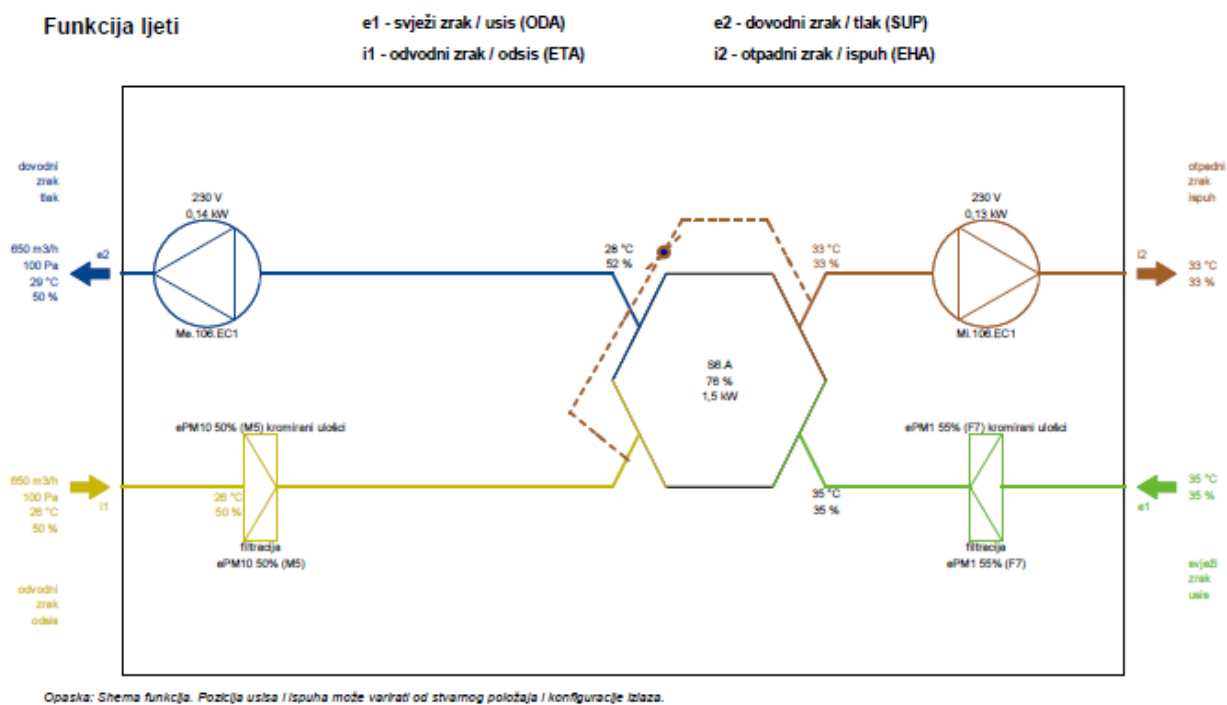 Funkcija ljeti
e1 - svježi zrak / usis (ODA)
e2 - dovodni zrak / tlak (SUP)
i1 - odvodni zrak / odsis (ETA)
i2 - otpadni zrak / ispuh (EHA)
dovodni
zrak
tlak
650 m3/h
100 Pa
29 °C
50 %
e2
230 V
0,14 kW
Me.106.EC1
28 °C
52 %
33 °C
33 %
230 V
0,13 kW
Mi.106.EC1
otpadni
zrak
ispuh
i2
33 °C
33 %
S6.A
76 %
1,5 kW
ePM10 50% (M5) kromirani ulošci
650 m3/h
100 Pa
26 °C
50 %
i1
26 °C
50 %
filtracija
ePM10 50% (M5)
odvodni
zrak
odsis
ePM1 55% (F7) kromirani ulošci
35 °C
35 %
filtracija
ePM1 55% (F7)
35 °C
35 %
e1
svježi
zrak
usis
Opaska: Shema funkcija. Pozicija usisa i ispuha može varirati od stvarnog položaja i konfiguracije izlaza.